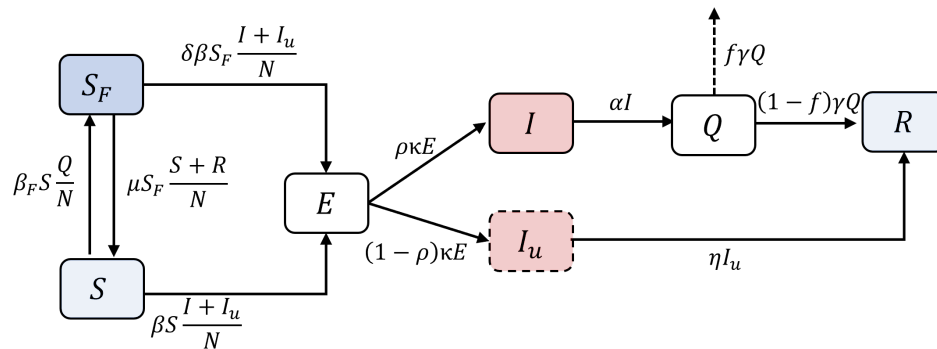 δβS_F (I + I_u)/N
fγQ
S_F
I
αI
Q
(1 − f)γQ
R
ρκE
β_F S Q/N
μS_F (S + R)/N
E
I_u
(1 − ρ)κE
ηI_u
S
βS (I + I_u)/N